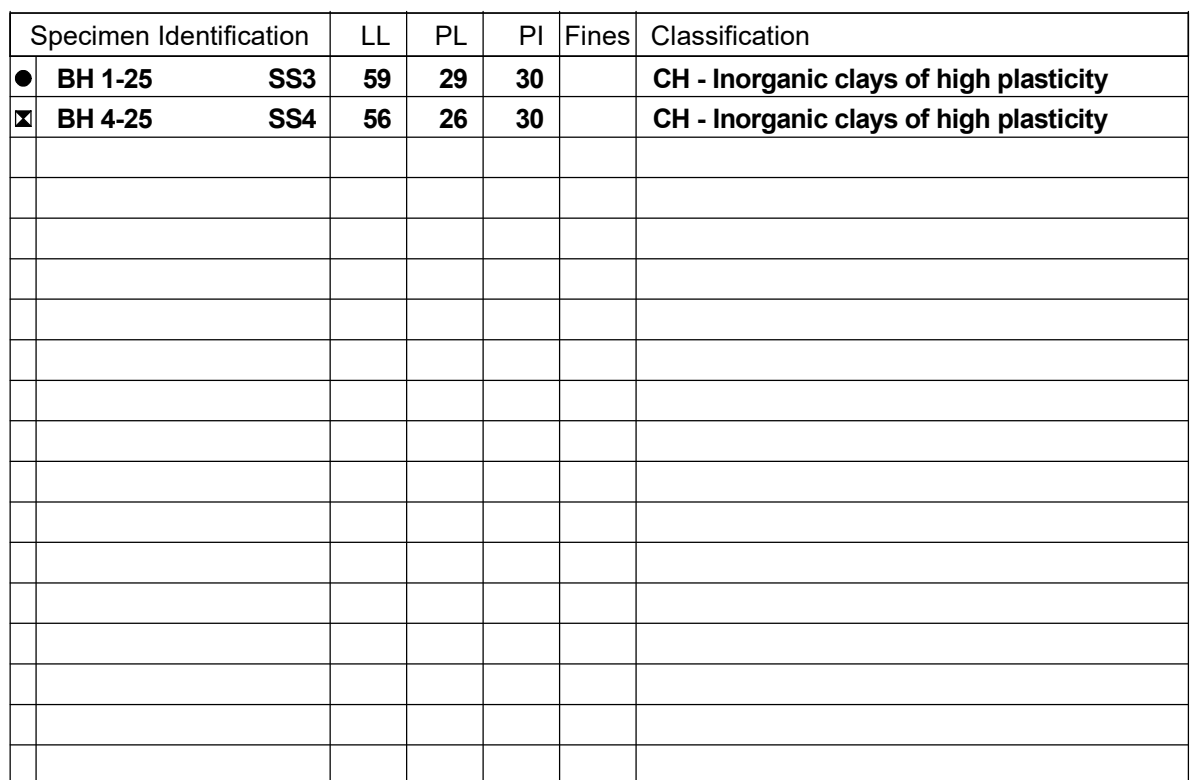 Specimen Identification LL PL PI Fines Classification
BH 1-25 SS3 59 29 30 CH - Inorganic clays of high plasticity
BH 4-25 SS4 56 26 30 CH - Inorganic clays of high plasticity